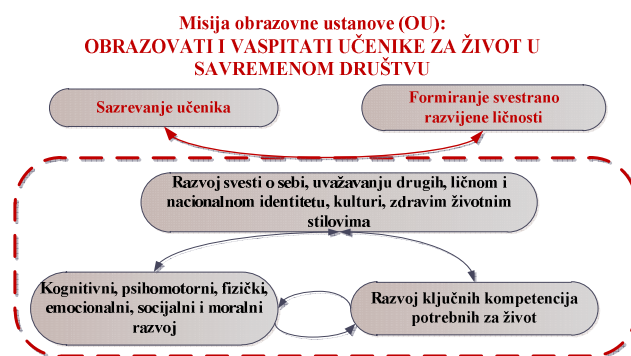 Misija obrazovne ustanove (OU):
OBRAZOVATI I VASPITATI UČENIKE ZA ŽIVOT U
SAVREMENOM DRUŠTVU
Sazrevanje učenika
Formiranje svestrano
razvijene ličnosti
Razvoj svesti o sebi, uvažavanju drugih, ličnom i
nacionalnom identitetu, kulturi, zdravim životnim
stilovima
Kognitivni, psihomotorni, fizički,
emocionalni, socijalni i moralni
razvoj
Razvoj ključnih kompetencija
potrebnih za život